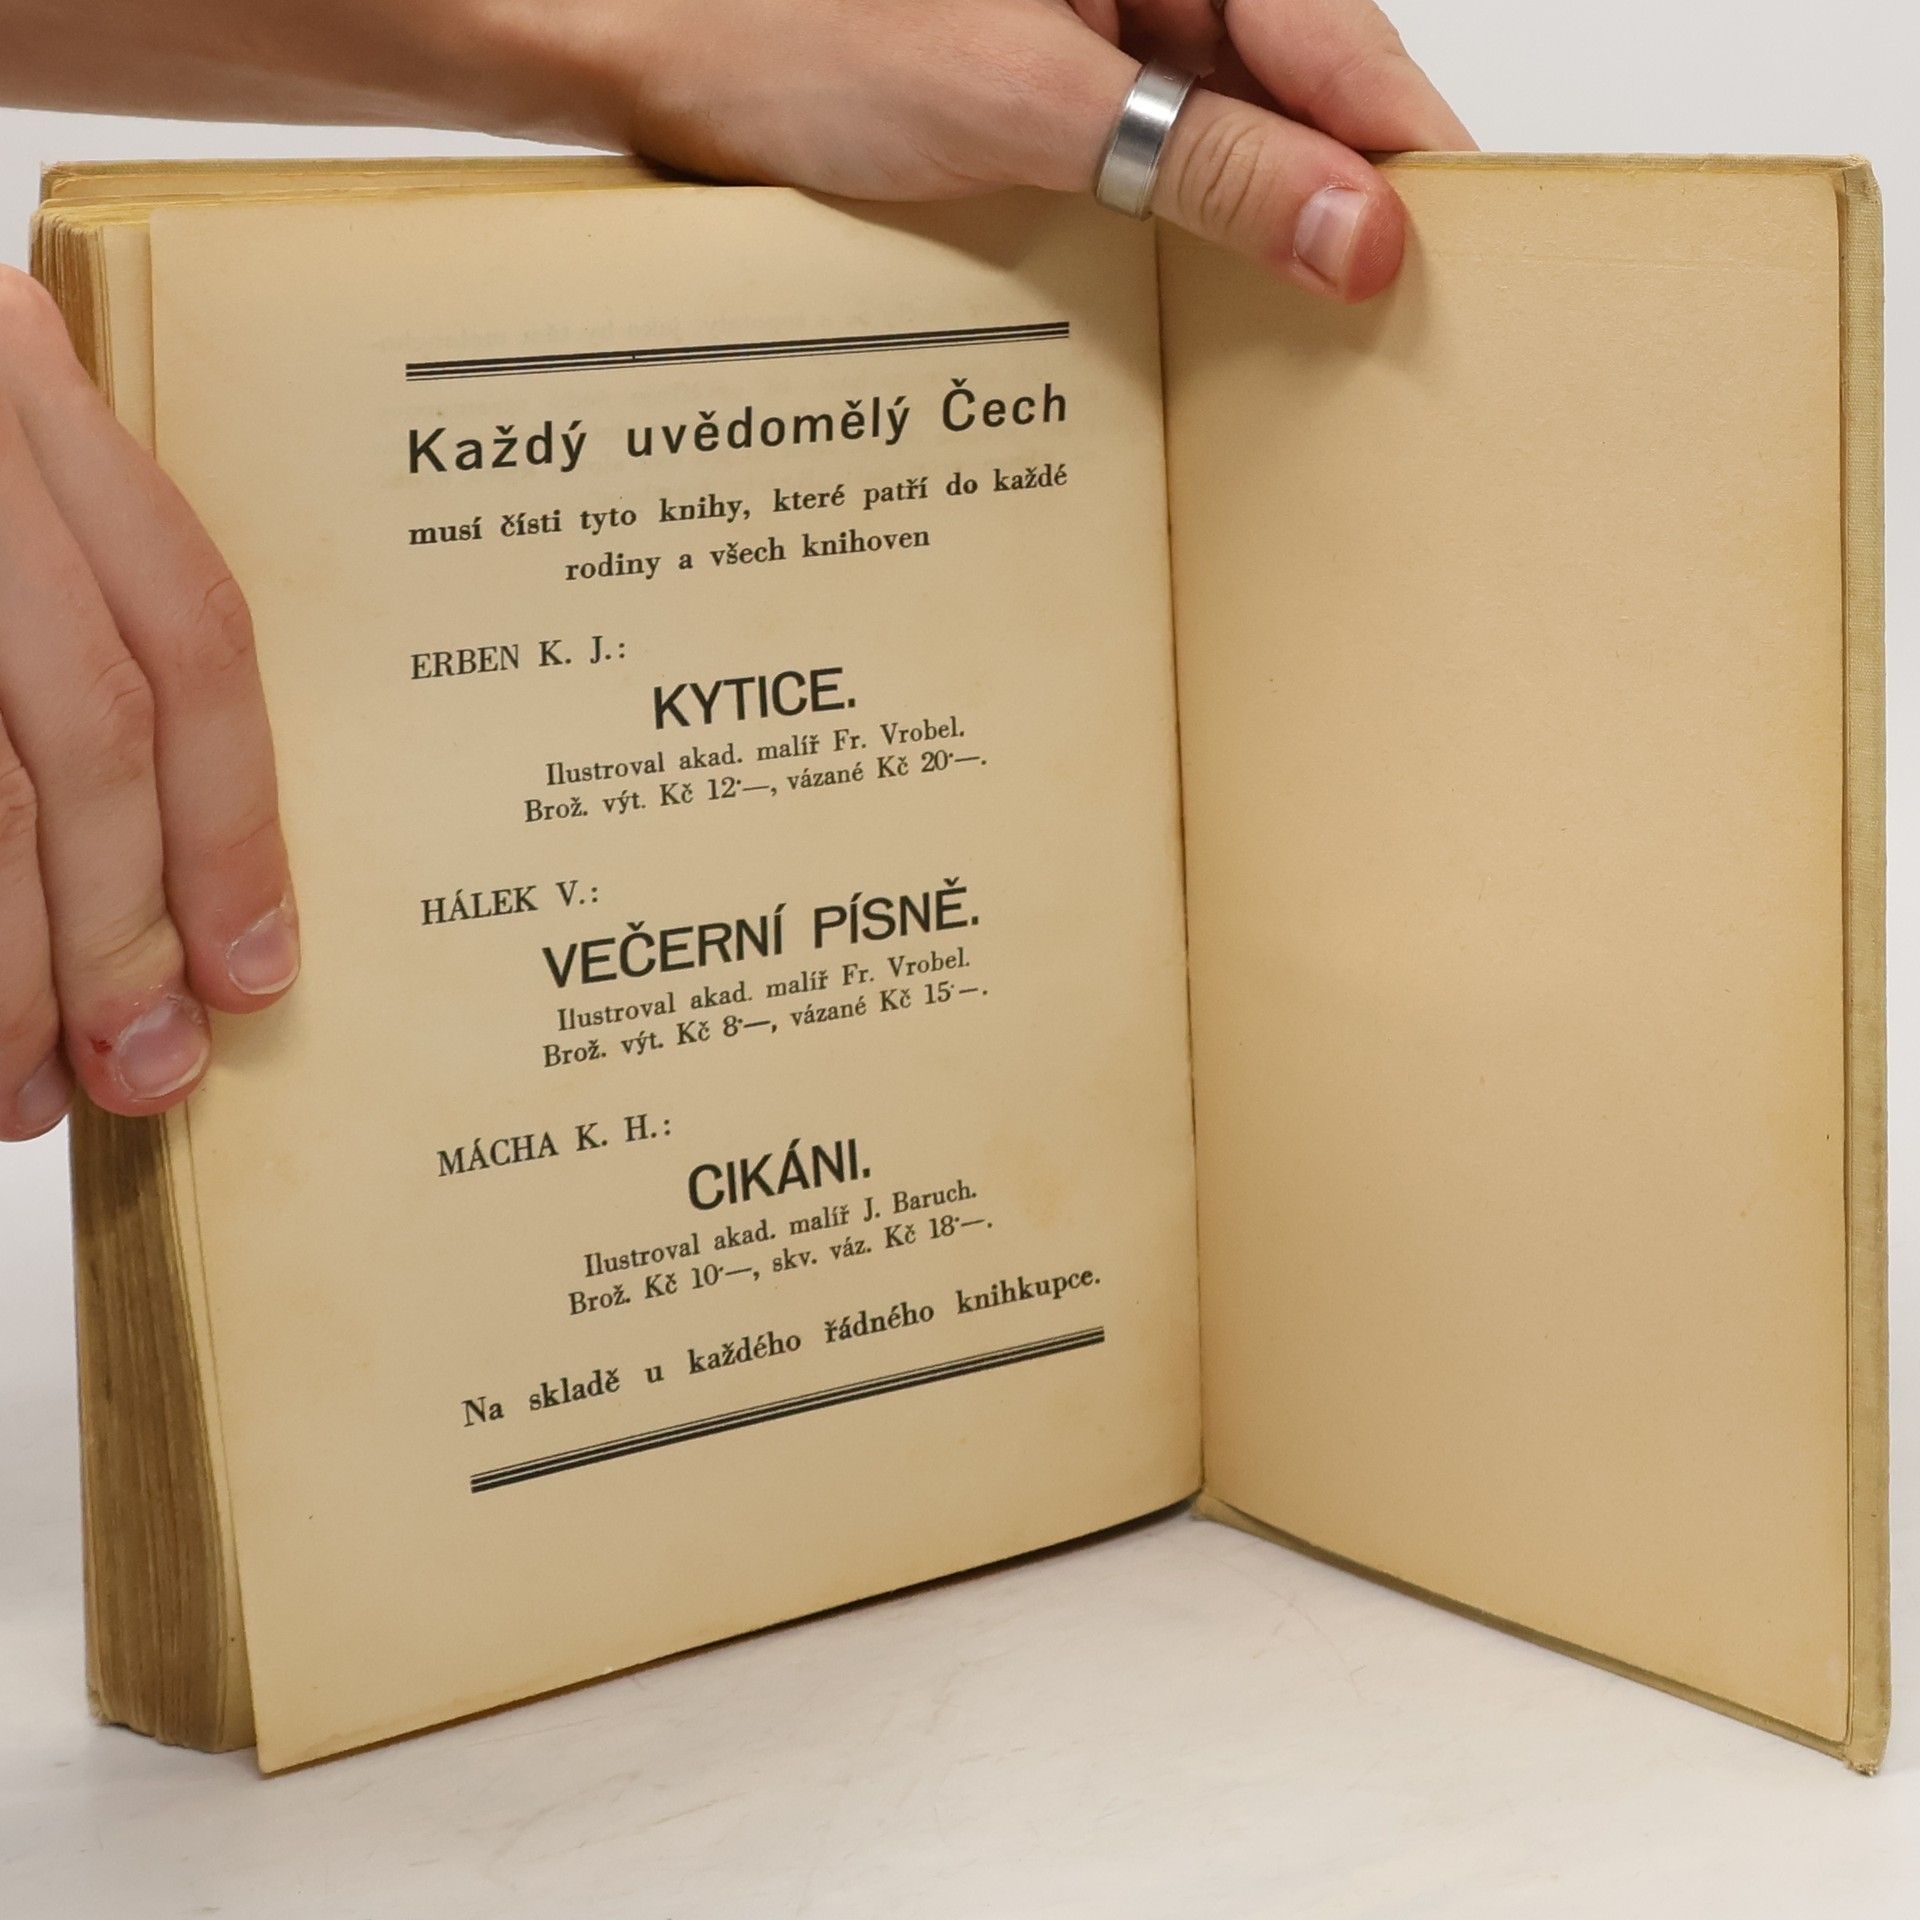 Každý uvědomělý Čech
musí čísti tyto knihy, které patří do každé
rodiny a všech knihoven
ERBEN K. J.:
KYTICE.
Ilustroval akad. malíř Fr. Vrobel.
Brož. výt. Kč 12·—, vázané Kč 20·—.
HÁLEK V.:
VEČERNÍ PÍSNĚ.
Ilustroval akad. malíř Fr. Vrobel.
Brož. výt. Kč 8·—, vázané Kč 15·—.
MÁCHA K. H.:
CIKÁNI.
Ilustroval akad. malíř J. Baruch.
Brož. Kč 10·—, skv. váz. Kč 18·—.
Na skladě u každého řádného knihkupce.